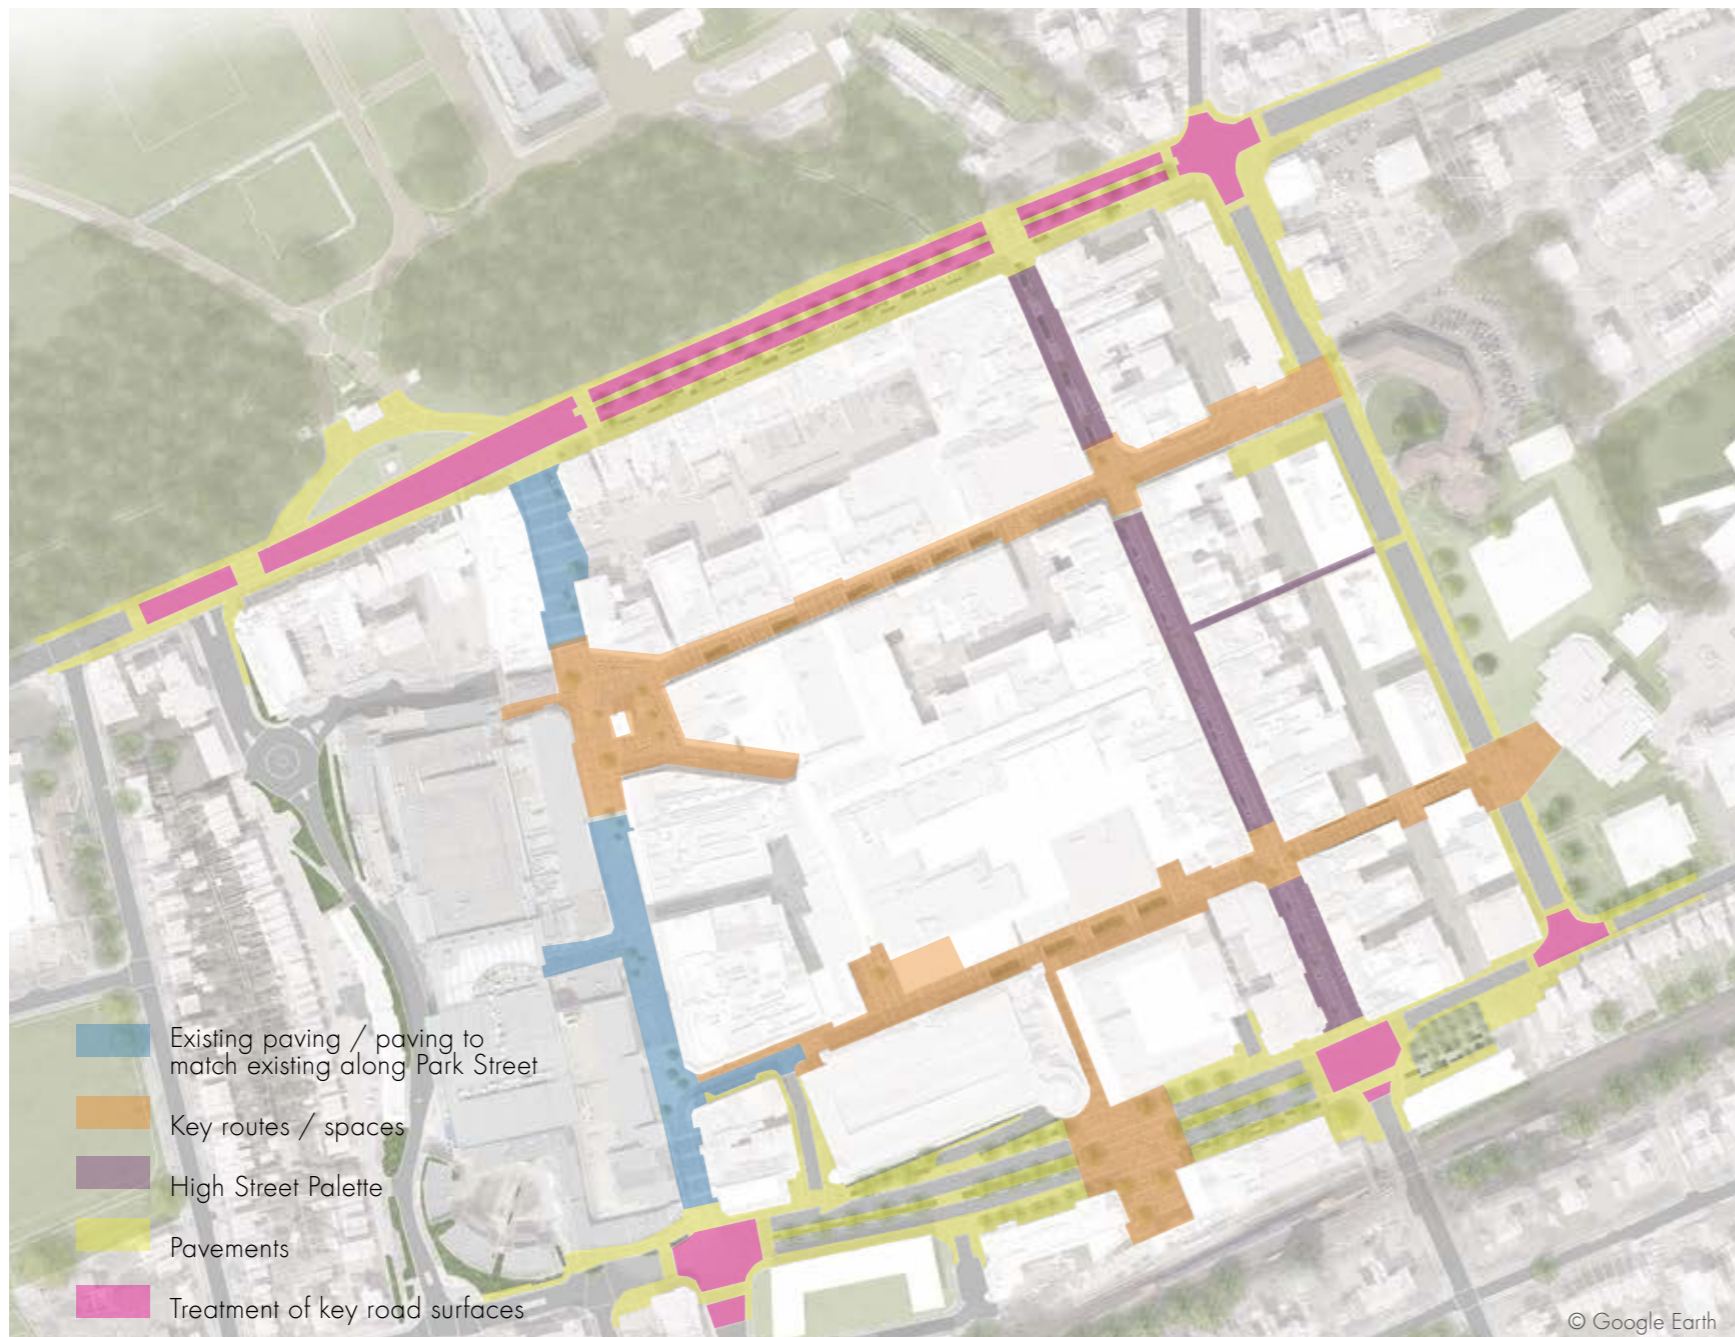 Existing paving / paving to
match existing along Park Street
Key routes / spaces
High Street Palette
Pavements
Treatment of key road surfaces
© Google Earth